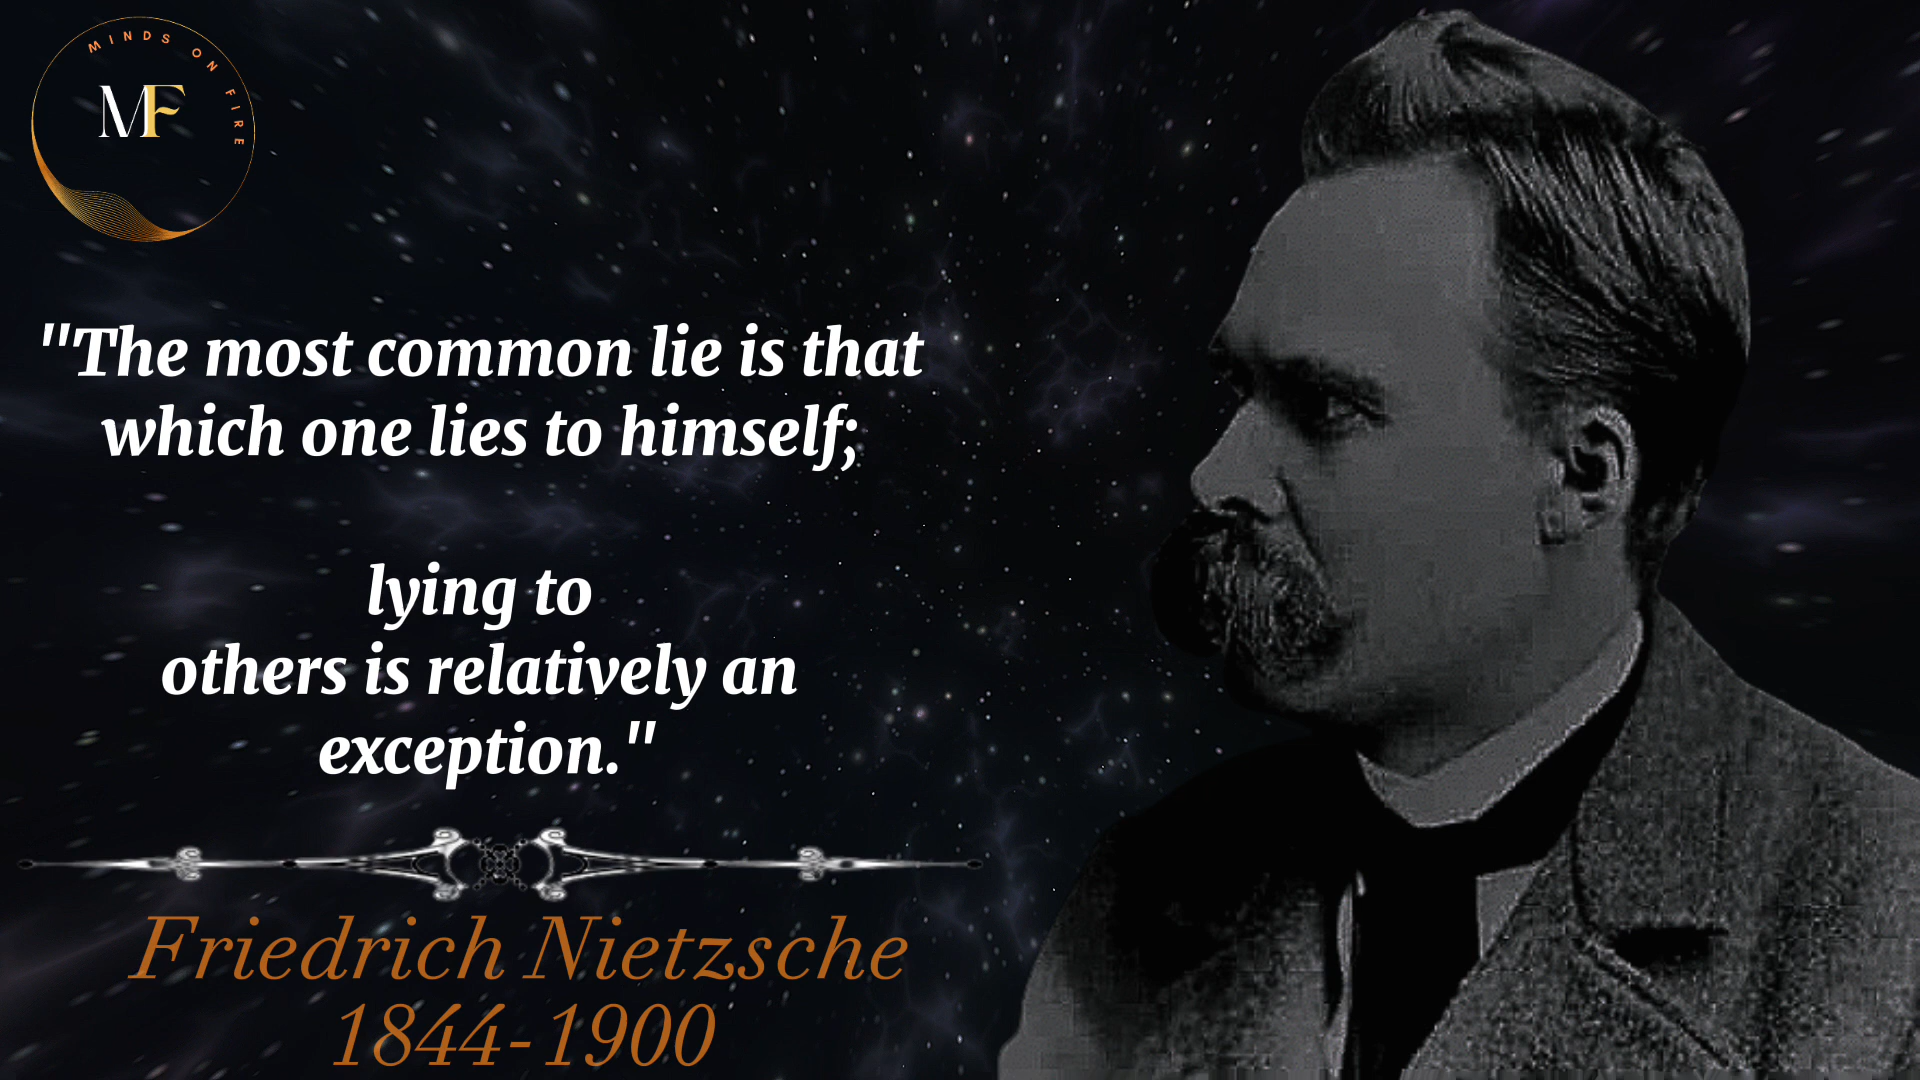 MINDS ON FIRE
MF
"The most common lie is that
which one lies to himself;
lying to
others is relatively an
exception."
Friedrich Nietzsche
1844-1900